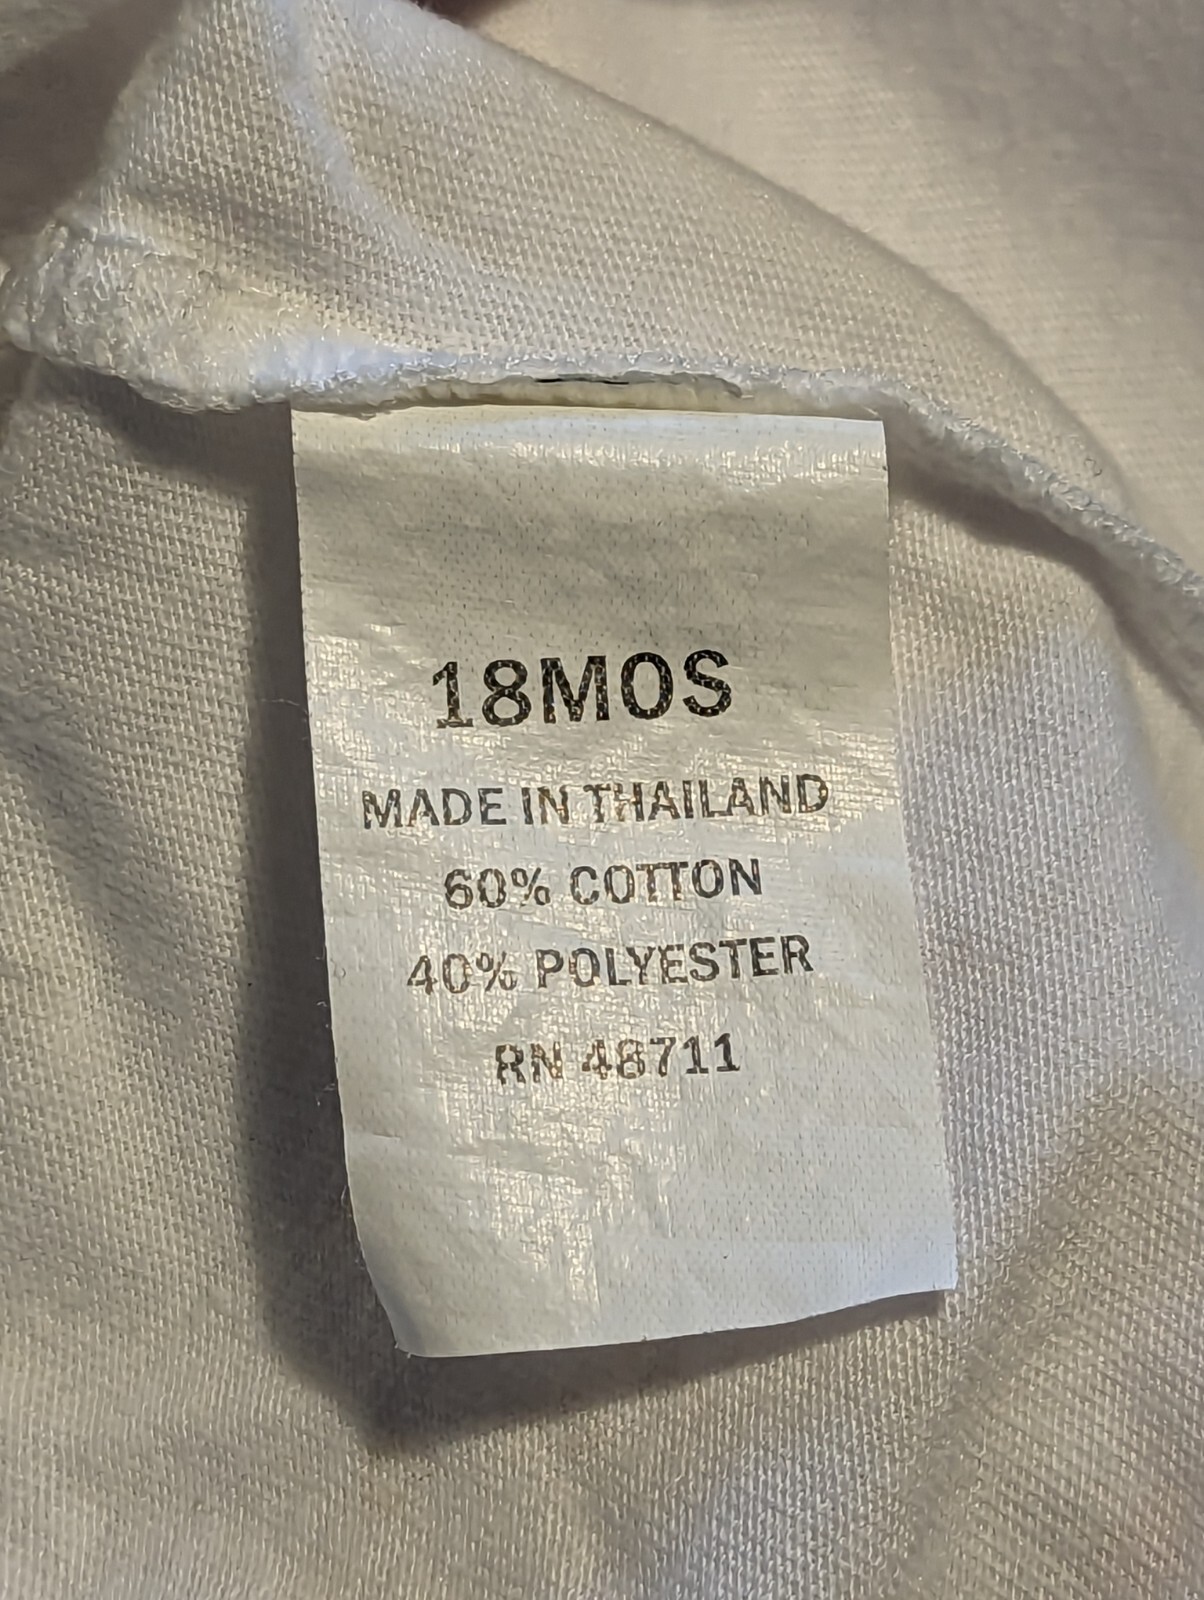 18MOS
MADE IN THAILAND
60% COTTON
40% POLYESTER
RN 48711